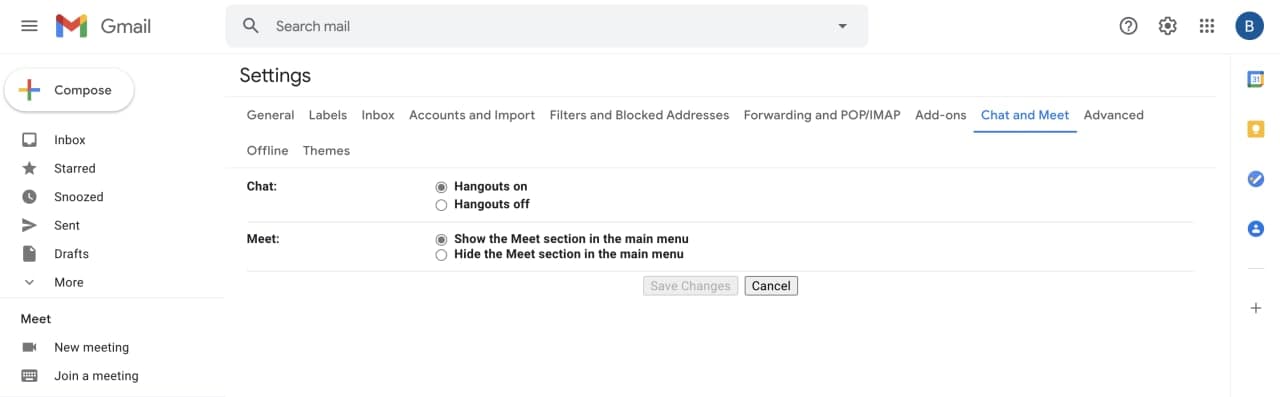 Gmail
Search mail
B
Compose
Inbox
Starred
Snoozed
Sent
Drafts
More
Meet
New meeting
Join a meeting
Settings
General Labels Inbox Accounts and Import Filters and Blocked Addresses Forwarding and POP/IMAP Add-ons Chat and Meet Advanced
Offline Themes
Chat: Hangouts on
Hangouts off
Meet: Show the Meet section in the main menu
Hide the Meet section in the main menu
Save Changes Cancel
31